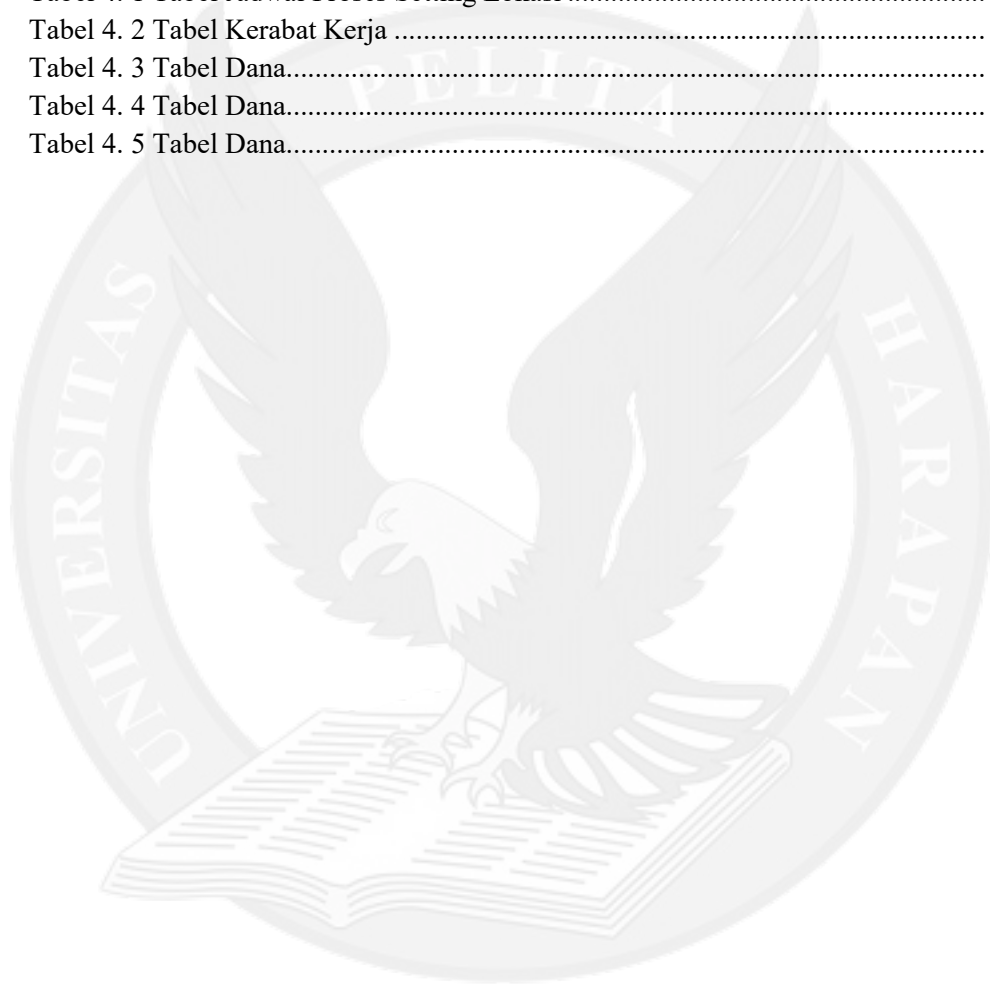 Tabel 4. 2 Tabel Kerabat Kerja ..................................................................................
Tabel 4. 3 Tabel Dana.................................................................................................
Tabel 4. 4 Tabel Dana.................................................................................................
Tabel 4. 5 Tabel Dana.................................................................................................
UNIVERSITAS PELITA HARAPAN